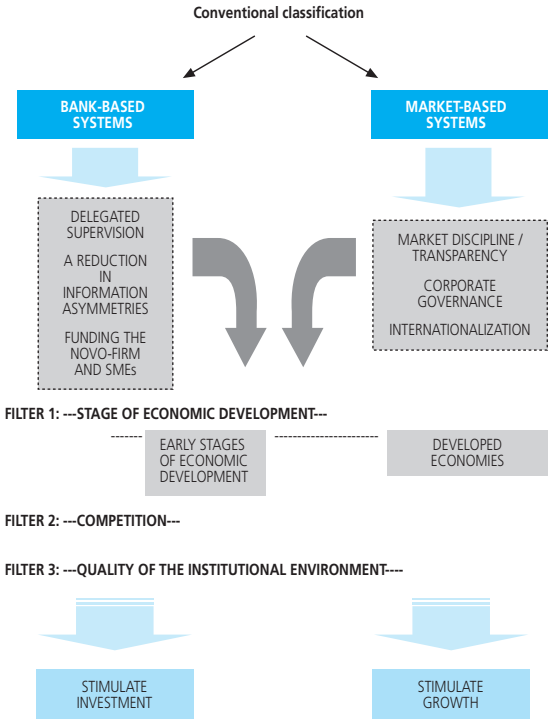 Conventional classification
BANK-BASED
SYSTEMS
MARKET-BASED
SYSTEMS
DELEGATED
SUPERVISION
A REDUCTION
IN
INFORMATION
ASYMMETRIES
FUNDING THE
NOVO-FIRM
AND SMEs
MARKET DISCIPLINE /
TRANSPARENCY
CORPORATE
GOVERNANCE
INTERNATIONALIZATION
FILTER 1: ---STAGE OF ECONOMIC DEVELOPMENT---
EARLY STAGES
OF ECONOMIC
DEVELOPMENT
DEVELOPED
ECONOMIES
FILTER 2: ---COMPETITION---
FILTER 3: ---QUALITY OF THE INSTITUTIONAL ENVIRONMENT----
STIMULATE
INVESTMENT
STIMULATE
GROWTH